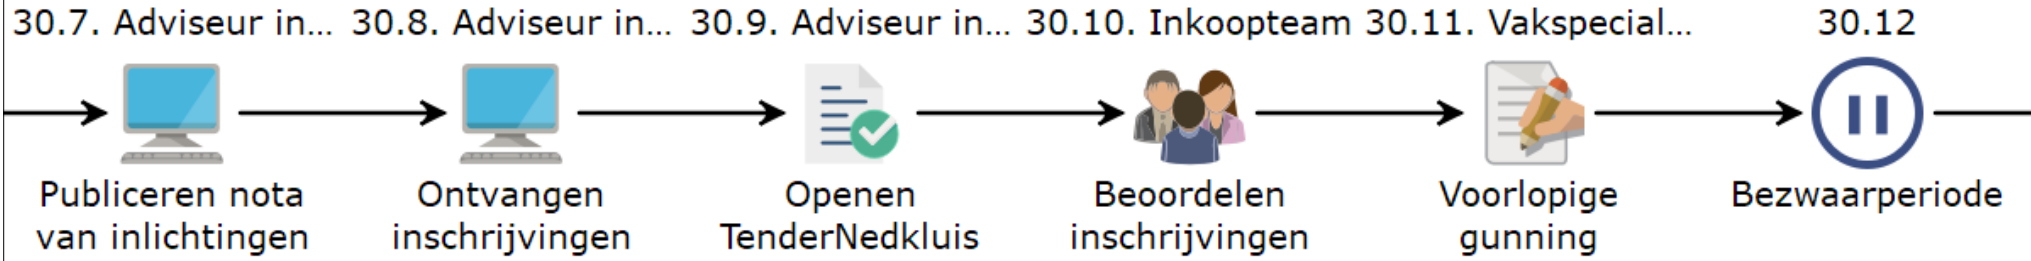 30.7. Adviseur in... 30.8. Adviseur in... 30.9. Adviseur in... 30.10. Inkoopteam 30.11. Vakspecial... 30.12
Publiceren nota
van inlichtingen
Ontvangen
inschrijvingen
Openen
TenderNedkluis
Beoordelen
inschrijvingen
Voorlopige
gunning
Bezwaarperiode